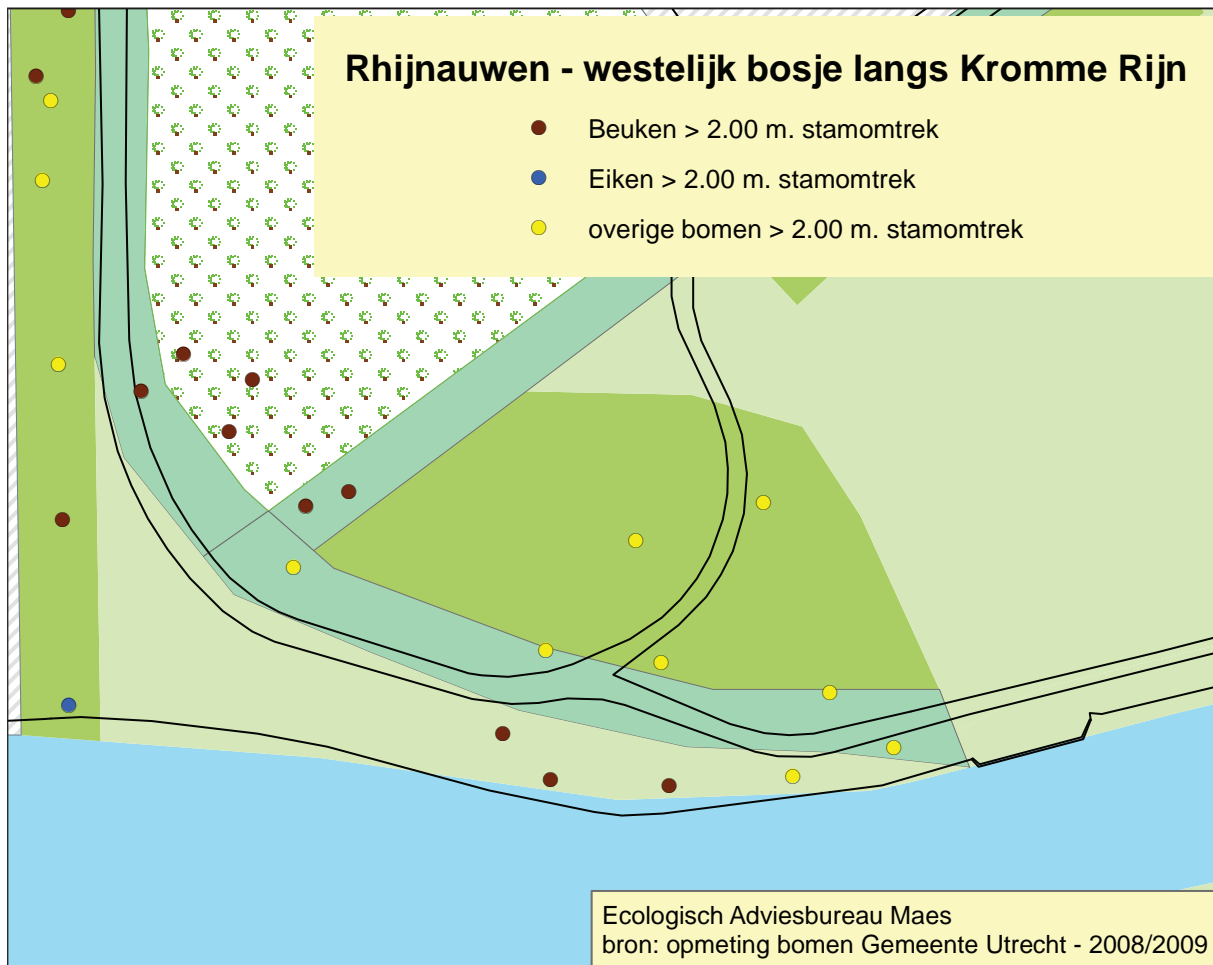 Rhijnauwen - westelijk bosje langs Kromme Rijn
Beuken > 2.00 m. stamomtrek
Eiken > 2.00 m. stamomtrek
overige bomen > 2.00 m. stamomtrek
Ecologisch Adviesbureau Maes
bron: opmeting bomen Gemeente Utrecht - 2008/2009